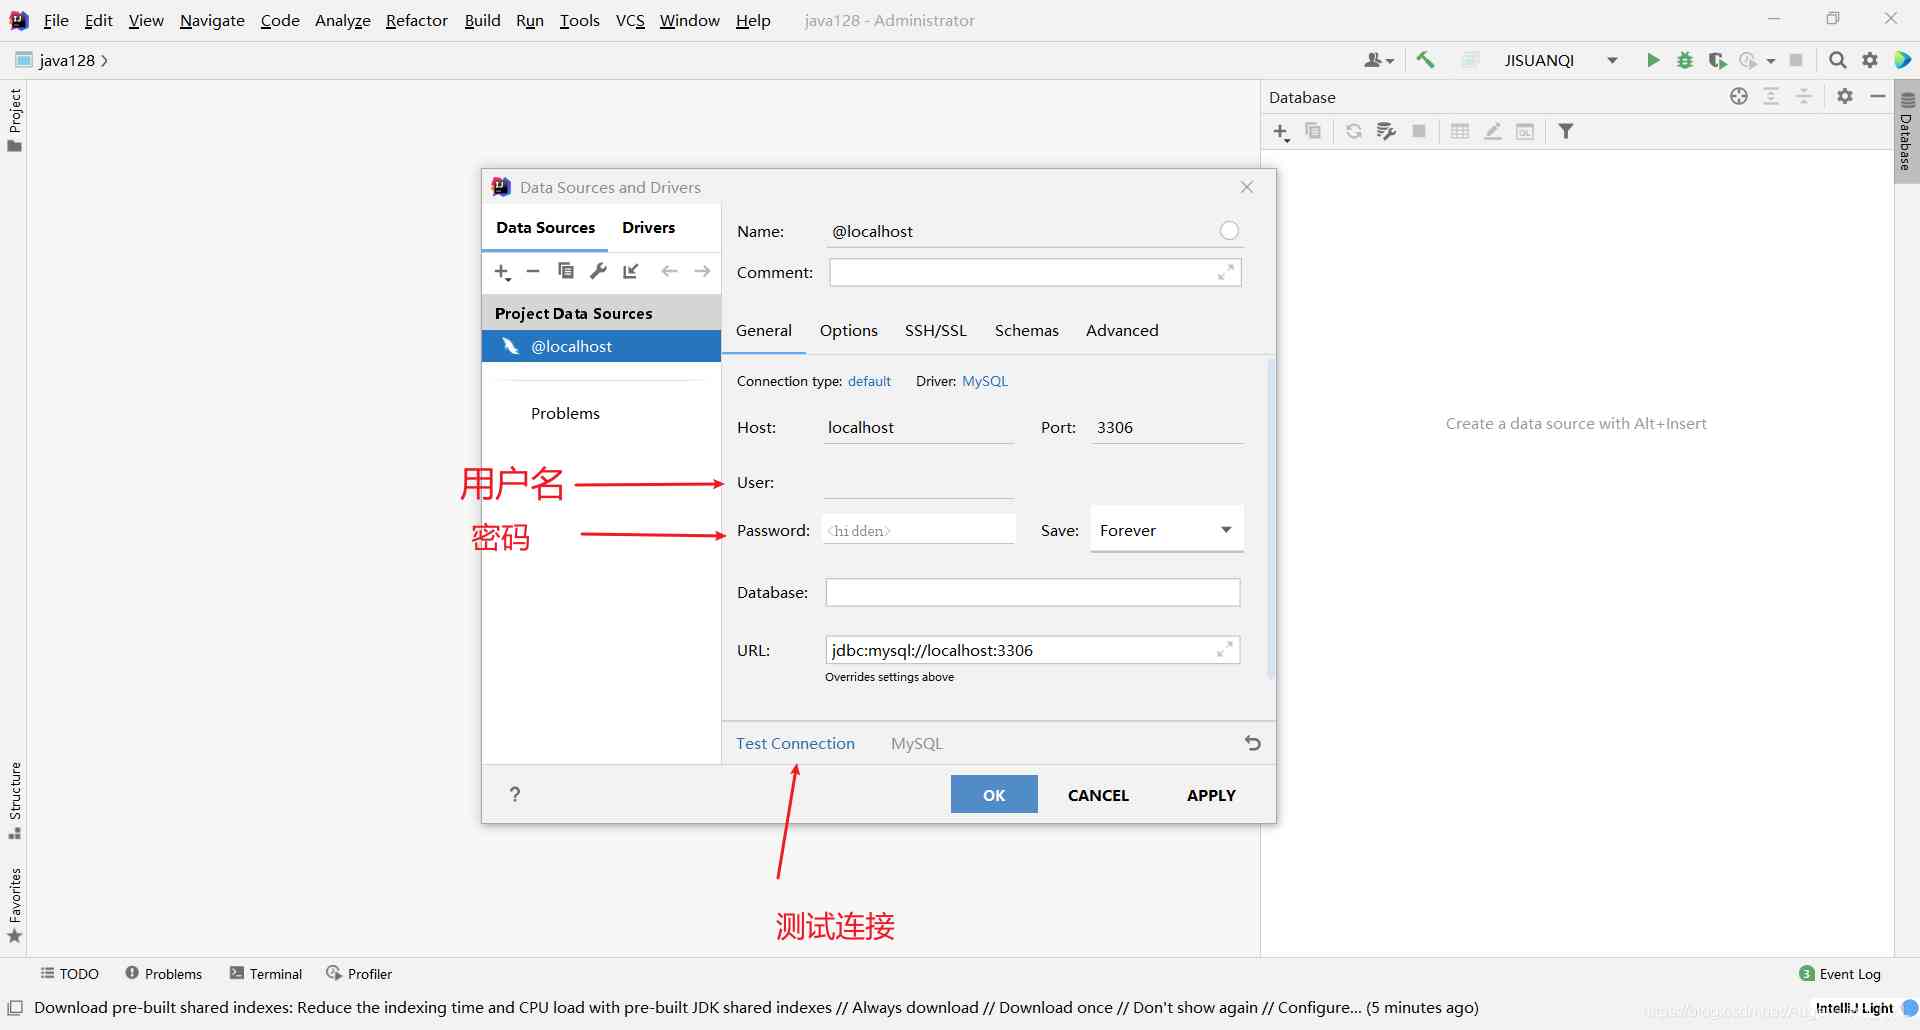 File Edit View Navigate Code Analyze Refactor Build Run Tools VCS Window Help java128 - Administrator
java128
JISUANQI
Project
Database
Database
Data Sources and Drivers
Data Sources Drivers
Name: @localhost
Comment:
Project Data Sources
@localhost
General Options SSH/SSL Schemas Advanced
Connection type: default Driver: MySQL
Problems
Host: localhost Port: 3306
Create a data source with Alt+Insert
用户名
User:
密码
Password: <hidden> Save: Forever
Database:
URL: jdbc:mysql://localhost:3306
Overrides settings above
Test Connection MySQL
? OK CANCEL APPLY
Structure
Favorites
测试连接
TODO Problems Terminal Profiler 3 Event Log
Download pre-built shared indexes: Reduce the indexing time and CPU load with pre-built JDK shared indexes // Always download // Download once // Don't show again // Configure... (5 minutes ago)
IntelliJ Light